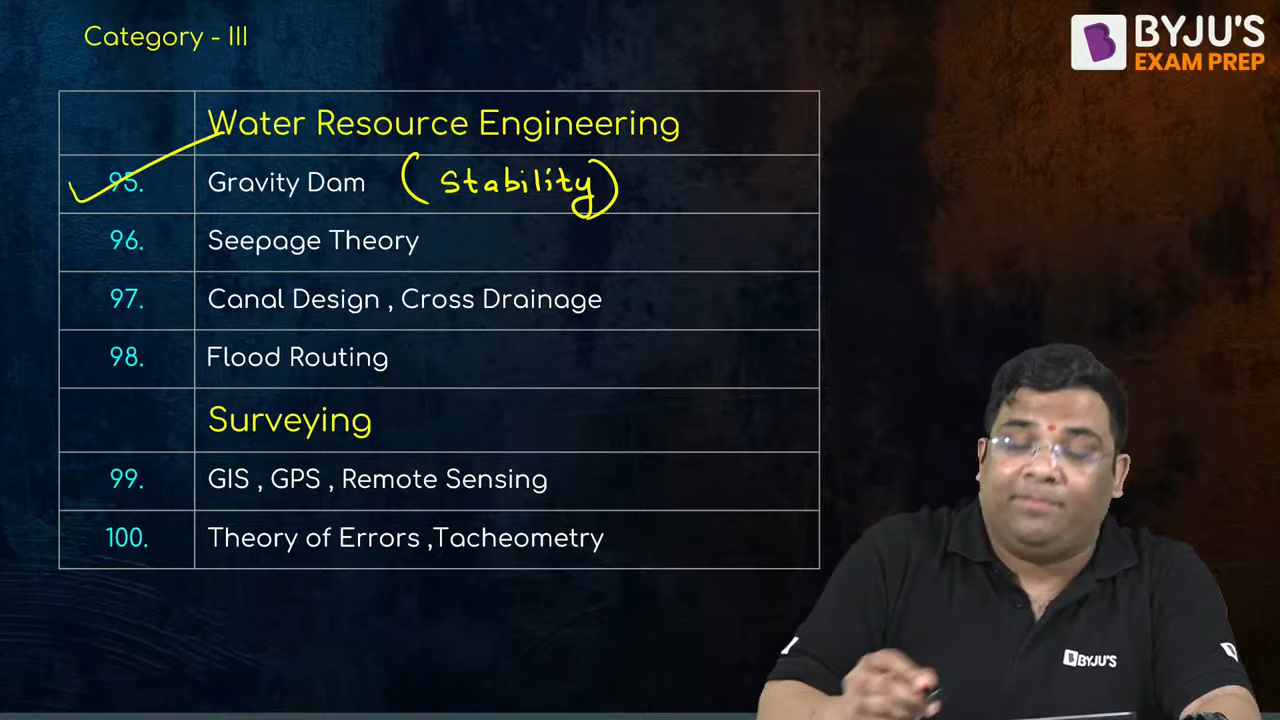 Category - III
BYJU'S
EXAM PREP
Water Resource Engineering
95. Gravity Dam (Stability)
96. Seepage Theory
97. Canal Design , Cross Drainage
98. Flood Routing
Surveying
99. GIS , GPS , Remote Sensing
100. Theory of Errors ,Tacheometry
BYJU'S